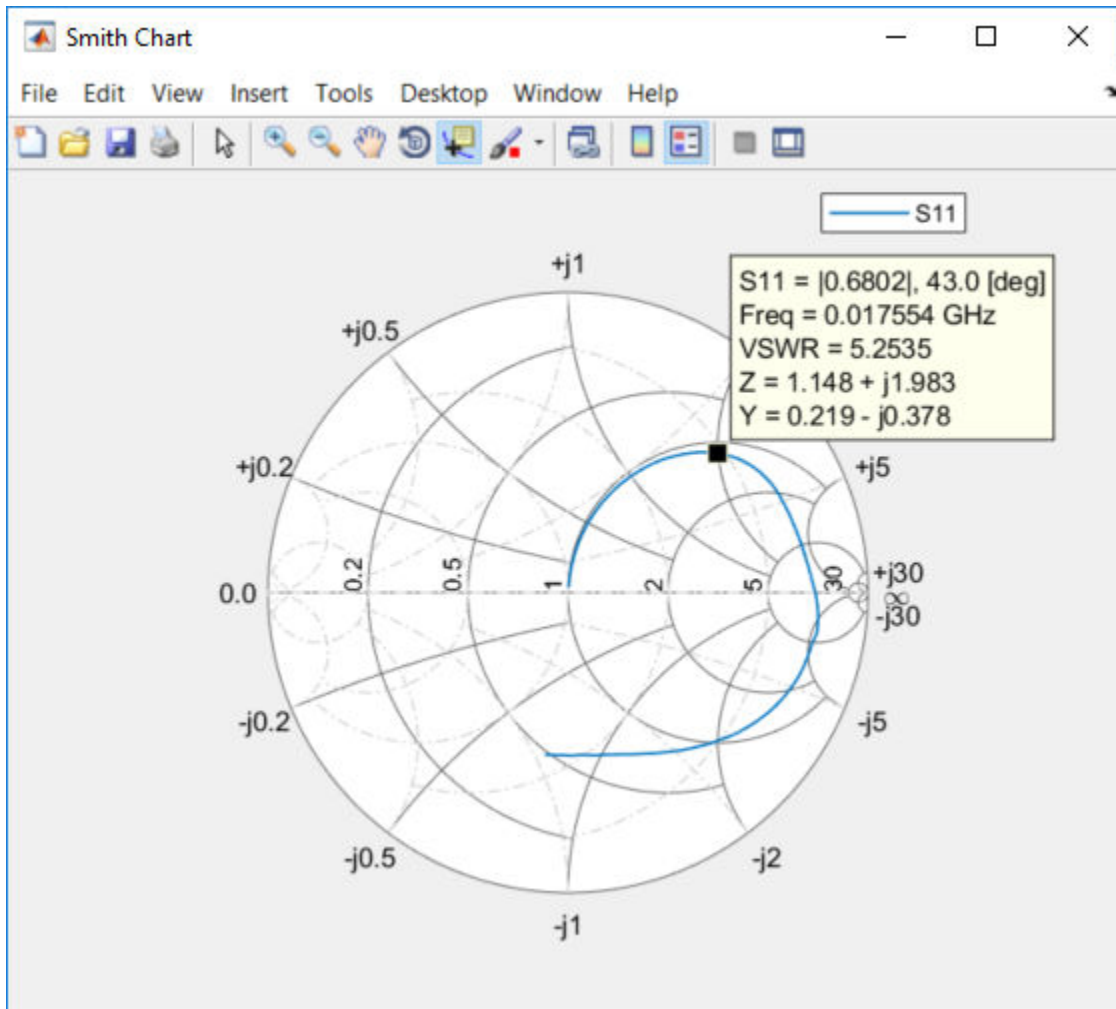 Smith Chart
File Edit View Insert Tools Desktop Window Help
S11
S11 = |0.6802|, 43.0 [deg]
Freq = 0.017554 GHz
VSWR = 5.2535
Z = 1.148 + j1.983
Y = 0.219 - j0.378
+j1
+j0.5
+j0.2
+j5
0.0
0.2
0.5
1
2
5
30
+j30
∞
-j30
-j0.2
-j5
-j0.5
-j2
-j1